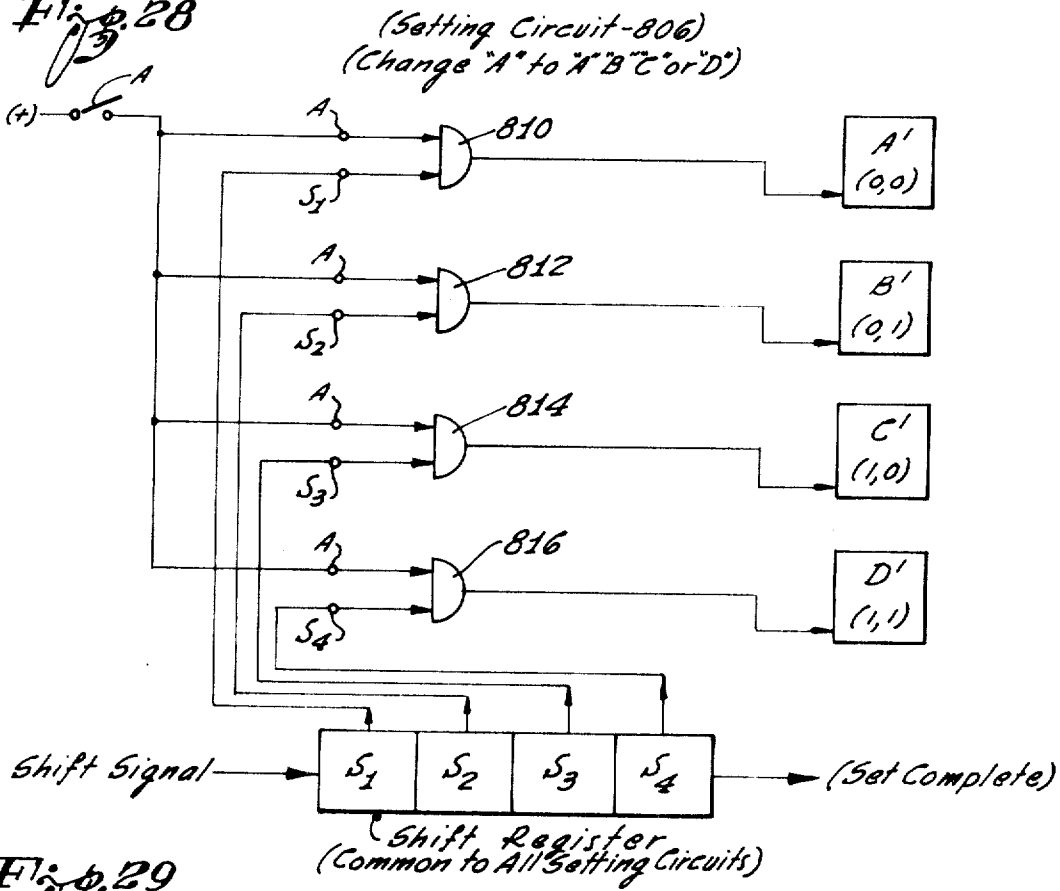 Fig. 28
(Setting Circuit-806)
(Change "A" to "A" "B" "C" or "D")
A
(+)
A
810
A'
(0,0)
S1
A
812
B'
(0,1)
S2
A
814
C'
(1,0)
S3
A
816
D'
(1,1)
S4
Shift Signal
S1 S2 S3 S4
(Set Complete)
Shift Register
(Common to All Setting Circuits)
Fig. 29